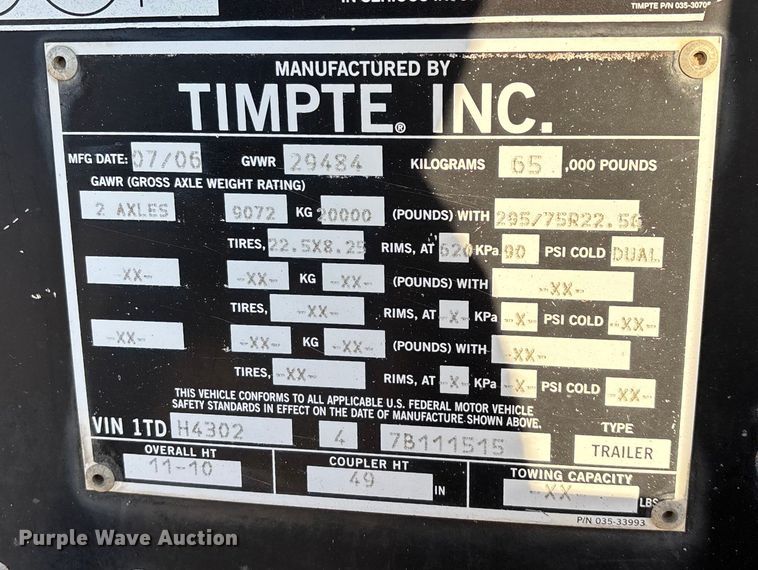 TIMPTE P/N 035-3070
MANUFACTURED BY
TIMPTE® INC.
MFG DATE: 07/06 GVWR 29484 KILOGRAMS 65 ,000 POUNDS
GAWR (GROSS AXLE WEIGHT RATING)
2 AXLES 9072 KG 20000 (POUNDS) WITH 295/75R22.5G
TIRES, 22.5X8.25 RIMS, AT 620 KPa 90 PSI COLD DUAL
-XX- -XX- KG -XX- (POUNDS) WITH -XX-
TIRES, -XX- RIMS, AT -X- KPa -X- PSI COLD -XX-
-XX- -XX- KG -XX- (POUNDS) WITH -XX-
TIRES, -XX- RIMS, AT -X- KPa -X- PSI COLD -XX-
THIS VEHICLE CONFORMS TO ALL APPLICABLE U.S. FEDERAL MOTOR VEHICLE
SAFETY STANDARDS IN EFFECT ON THE DATE OF MANUFACTURE SHOWN ABOVE.
VIN 1TD H4302 4 7B111515 TYPE TRAILER
OVERALL HT 11-10 COUPLER HT 49 IN TOWING CAPACITY -XX- LBS
P/N 035-33993
Purple Wave Auction